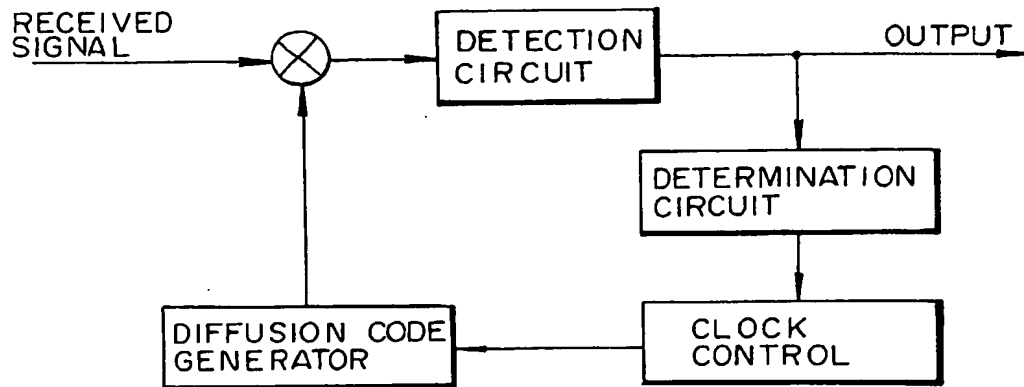 RECEIVED
SIGNAL
DETECTION
CIRCUIT
OUTPUT
DETERMINATION
CIRCUIT
DIFFUSION CODE
GENERATOR
CLOCK
CONTROL